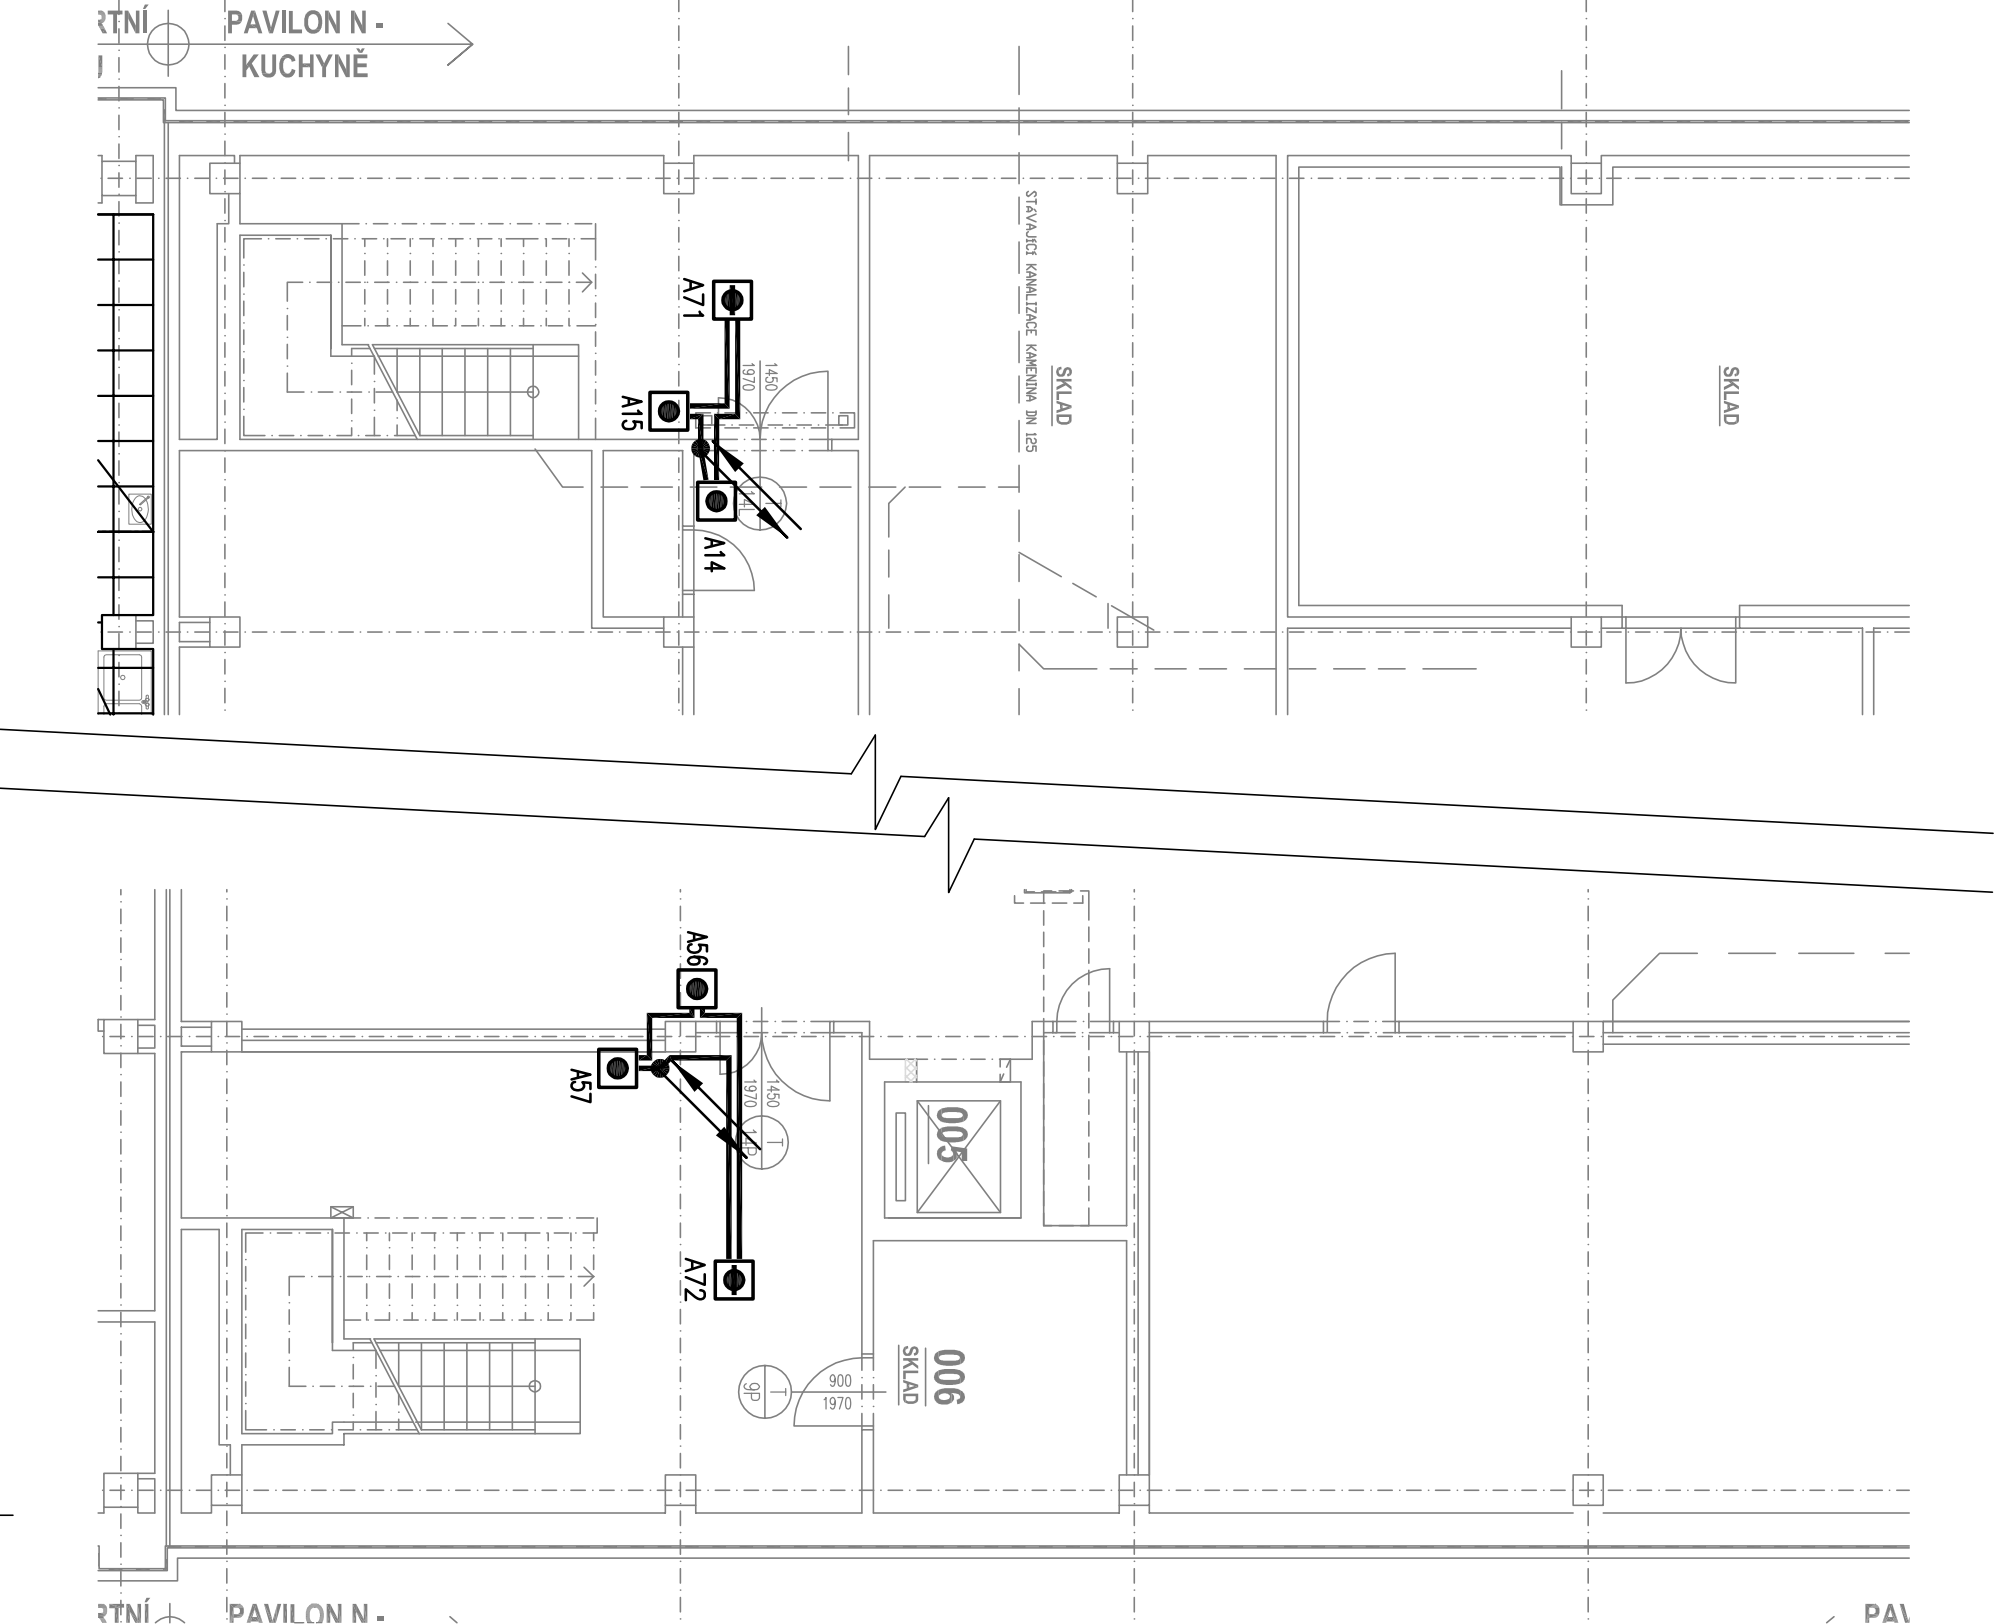 RTNÍ
PAVILON N -
KUCHYNĚ
STÁVAJÍCÍ KANALIZACE KAMENINA DN 125
SKLAD
SKLAD
A71
1450
1970
A15
T
A14
A56
A57
1450
1970
T
A72
005
006
SKLAD
900
1970
T
9P
RTNÍ
PAVILON N -
PAV